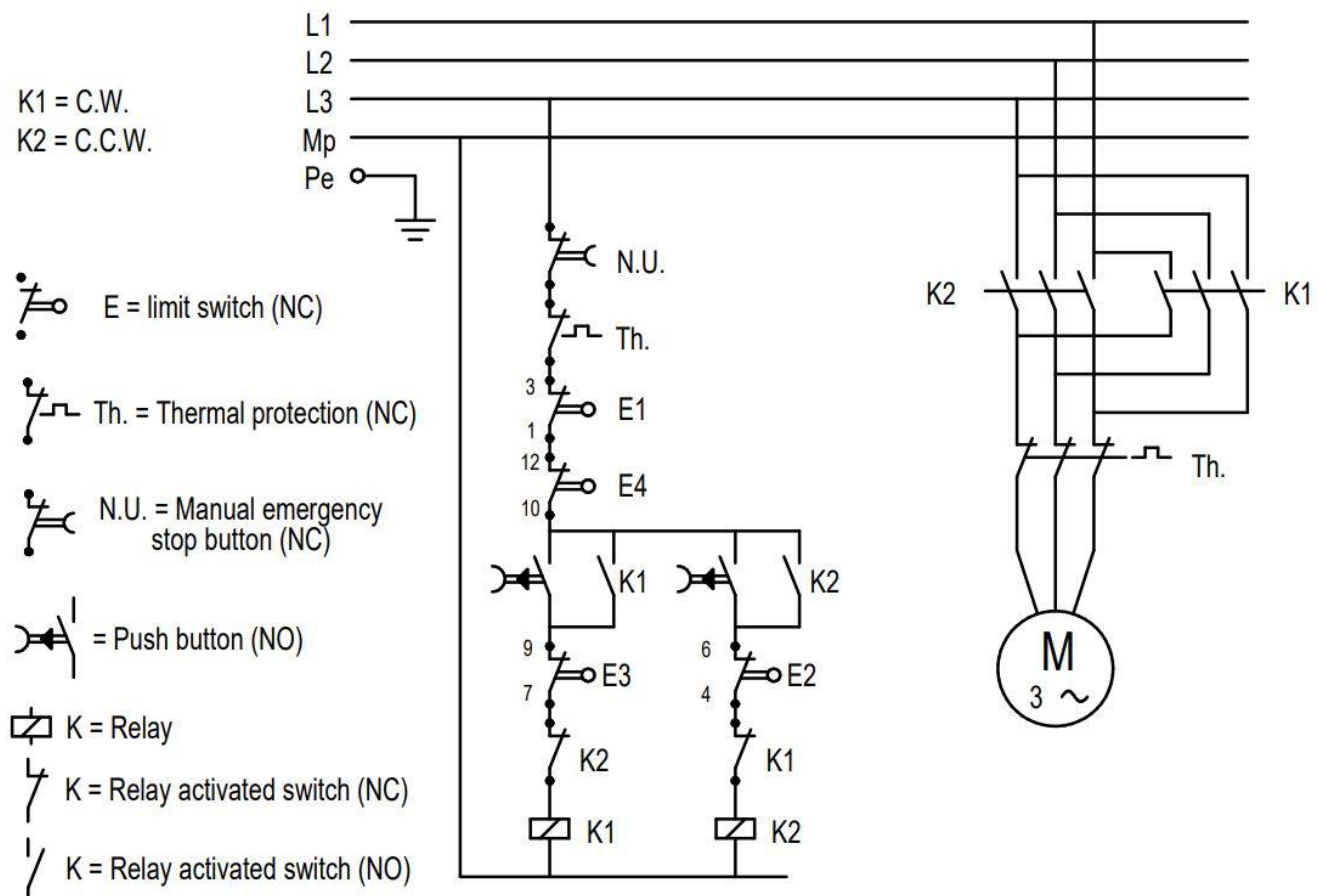 L1
L2
K1 = C.W.
L3
K2 = C.C.W.
Mp
Pe
N.U.
E = limit switch (NC)
K2
K1
Th.
3
Th. = Thermal protection (NC)
E1
1
12
Th.
E4
10
N.U. = Manual emergency
stop button (NC)
K1
K2
= Push button (NO)
9
6
E3
E2
7
4
M
3 ~
K = Relay
K2
K1
K = Relay activated switch (NC)
K1
K2
K = Relay activated switch (NO)